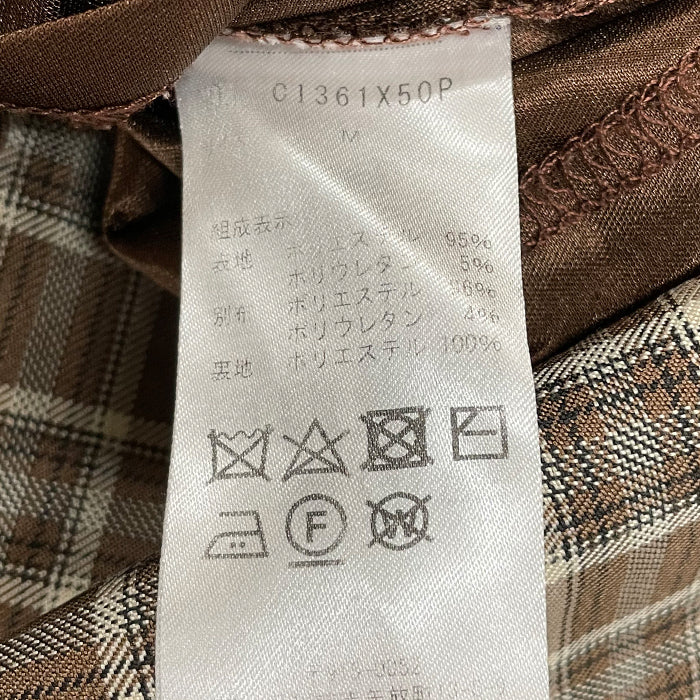 CI361X50P
M
組成表示
表地 ポリエステル 95%
ポリウレタン 5%
別布 ポリエステル 96%
ポリウレタン 4%
裏地 ポリエステル 100%
F
W